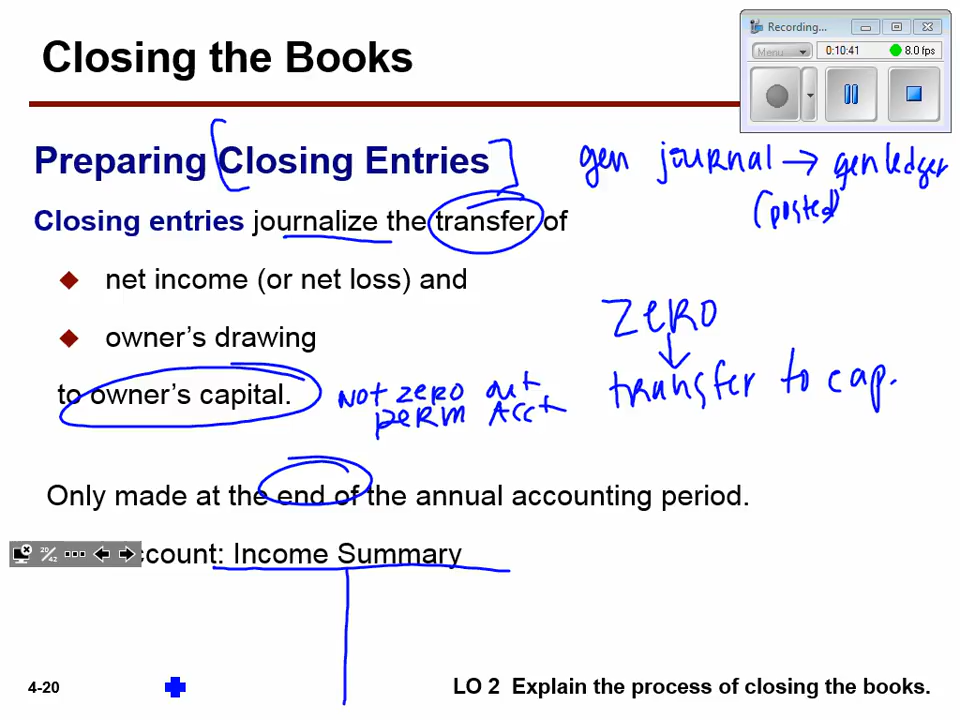 Closing the Books
Recording...
Menu
0:10:41
8.0 fps
Preparing Closing Entries
gen journal → gen ledger
(posted)
Closing entries journalize the transfer of
net income (or net loss) and
owner's drawing
to owner's capital.
NOT ZERO out
PERM ACCT
ZERO
↓
transfer to cap.
Only made at the end of the annual accounting period.
20/42
ccount: Income Summary
4-20
LO 2 Explain the process of closing the books.